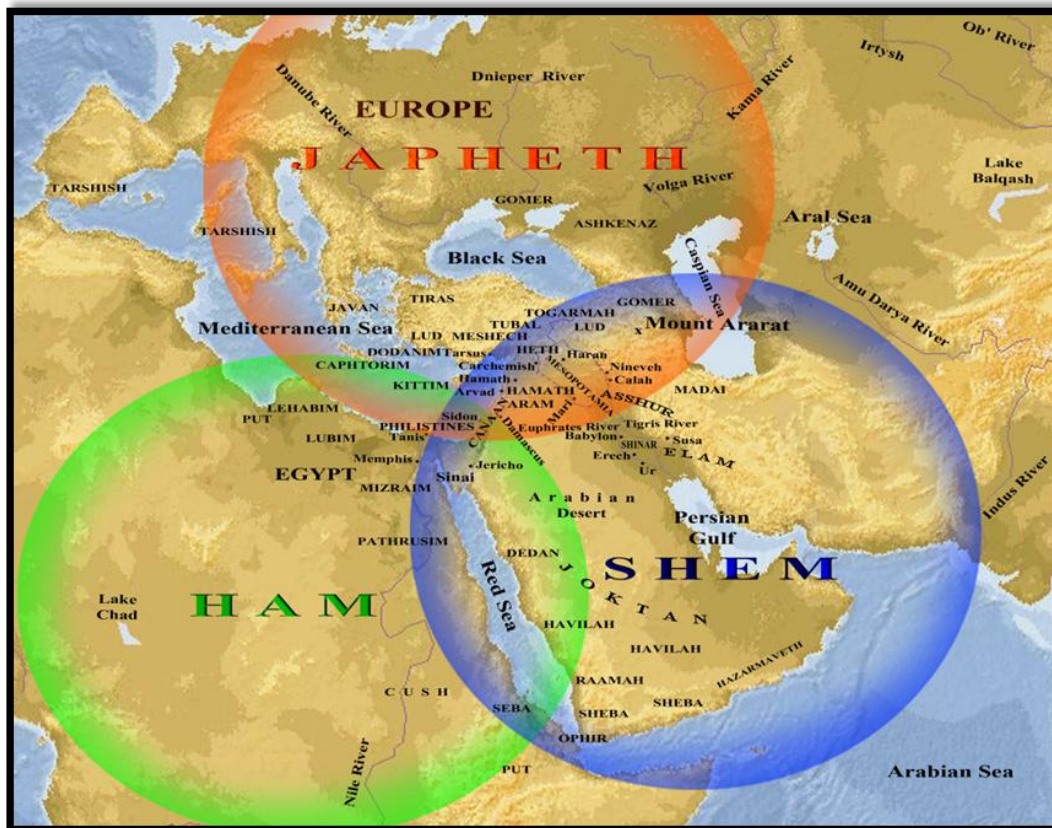 Ob' River
Irtysh
Dnieper River
Kama River
Danube River
EUROPE
JAPHETH
Lake
Balqash
TARSHISH
Volga River
GOMER
Aral Sea
ASHKENAZ
TARSHISH
Black Sea
Caspian Sea
Amu Darya River
JAVAN
TIRAS
GOMER
TOGARMAH
Mediterranean Sea
TUBAL
LUD
x Mount Ararat
LUD
MESHECH
DODANIM
Tarsus
HETH
Haran
CAPHTORIM
Carchemish
Nineveh
MESOPOTAMIA
KITTIM
Hamath
Calah
Arvad
HAMATH
MADAI
ASSHUR
ARAM
Mari
LEHABIM
PUT
Sidon
CANAAN
PHILISTINES
Damascus
Euphrates River
Tigris River
LUBIM
Tanis
Babylon
SHINAR
Susa
ELAM
Erech
Memphis
EGYPT
Sinai
Jericho
Ur
Indus River
MIZRAIM
Arabian
Desert
Persian
Gulf
PATHRUSIM
DEDAN
Red Sea
SHEM
JOKTAN
Lake
Chad
HAM
HAVILAH
HAVILAH
HAZARMAVETH
RAAMAH
CUSH
SEBA
SHEBA
SHEBA
OPHIR
PUT
Nile River
Arabian Sea